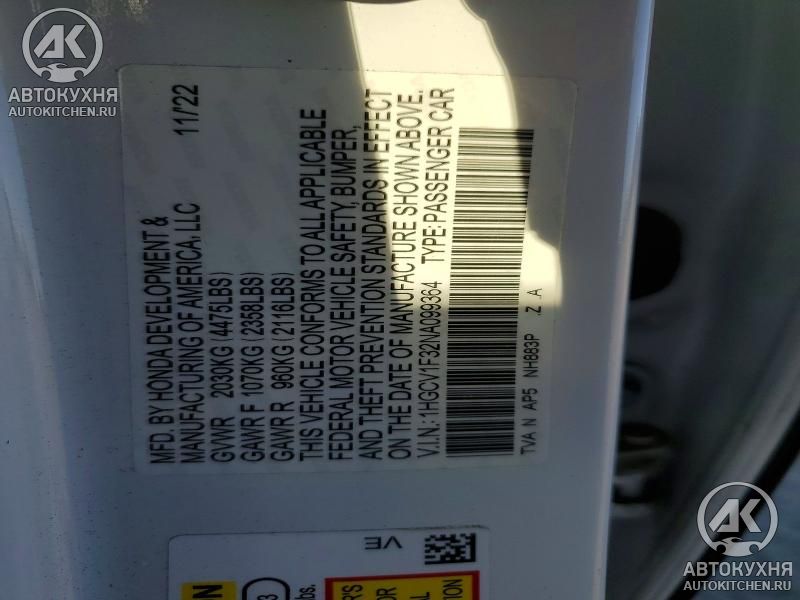 AK
АВТОКУХНЯ
AUTOKITCHEN.RU
MFD. BY HONDA DEVELOPMENT &
MANUFACTURING OF AMERICA, LLC 11/22
GVWR 2030KG (4475LBS)
GAWR F 1070KG (2358LBS)
GAWR R 960KG (2116LBS)
THIS VEHICLE CONFORMS TO ALL APPLICABLE
FEDERAL MOTOR VEHICLE SAFETY, BUMPER,
AND THEFT PREVENTION STANDARDS IN EFFECT
ON THE DATE OF MANUFACTURE SHOWN ABOVE.
V.I.N.: 1HGCV1F32NA099364 TYPE: PASSENGER CAR
TVA N AP5 NH883P .Z .A
VE
AK
АВТОКУХНЯ
AUTOKITCHEN.RU